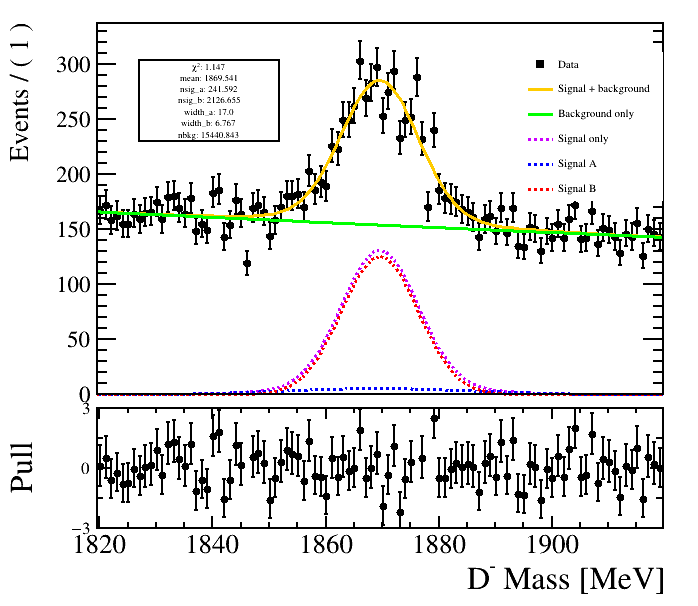 Events / ( 1 )
300
250
200
150
100
50
0
χ²: 1.147
mean: 1869.541
nsig_a: 241.592
nsig_b: 2126.655
width_a: 17.0
width_b: 6.767
nbkg: 15440.843
Data
Signal + background
Background only
Signal only
Signal A
Signal B
Pull
3
0
−3
1820 1840 1860 1880 1900
D⁻ Mass [MeV]